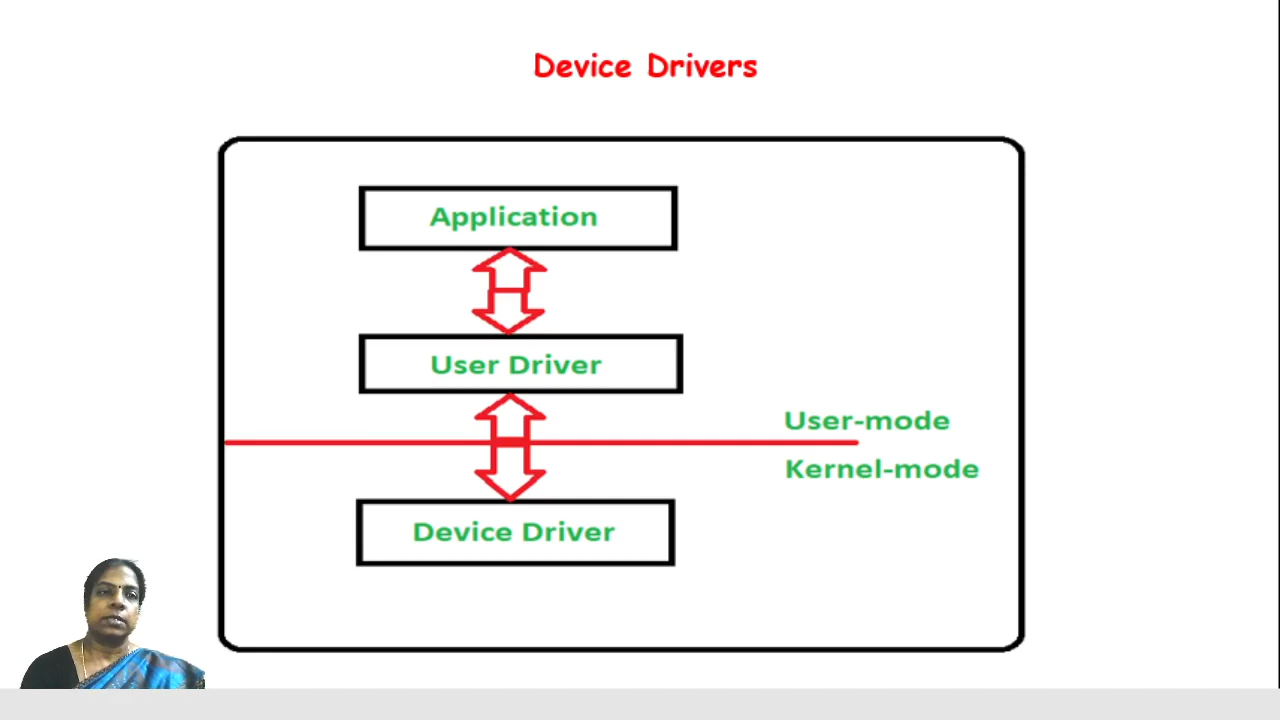 Device Drivers
Application
User Driver
User-mode
Kernel-mode
Device Driver